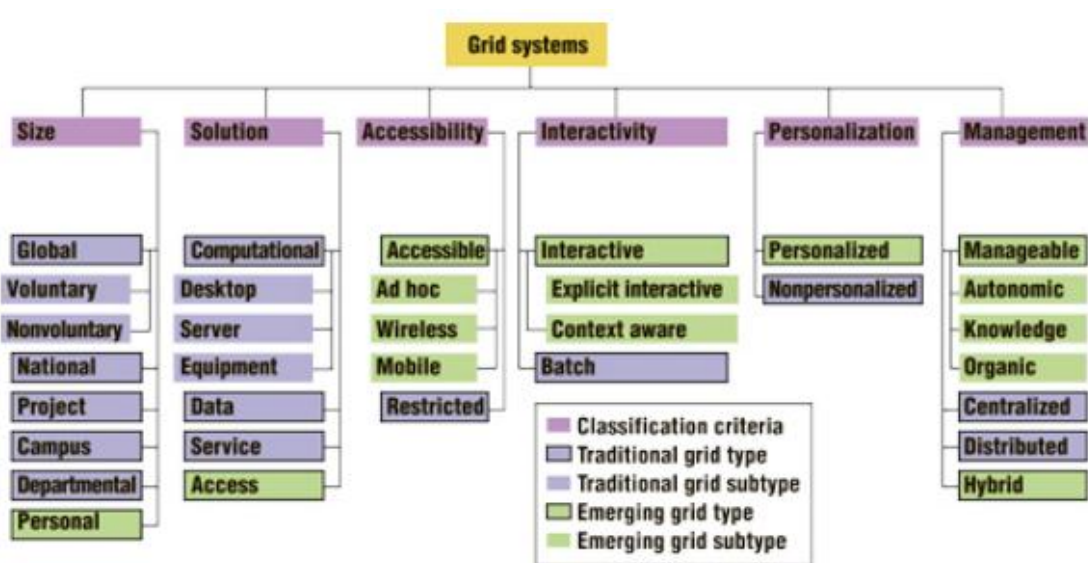 Grid systems
Size
Solution
Accessibility
Interactivity
Personalization
Management
Global
Voluntary
Nonvoluntary
National
Project
Campus
Departmental
Personal
Computational
Desktop
Server
Equipment
Data
Service
Access
Accessible
Ad hoc
Wireless
Mobile
Restricted
Interactive
Explicit interactive
Context aware
Batch
Personalized
Nonpersonalized
Manageable
Autonomic
Knowledge
Organic
Centralized
Distributed
Hybrid
Classification criteria
Traditional grid type
Traditional grid subtype
Emerging grid type
Emerging grid subtype